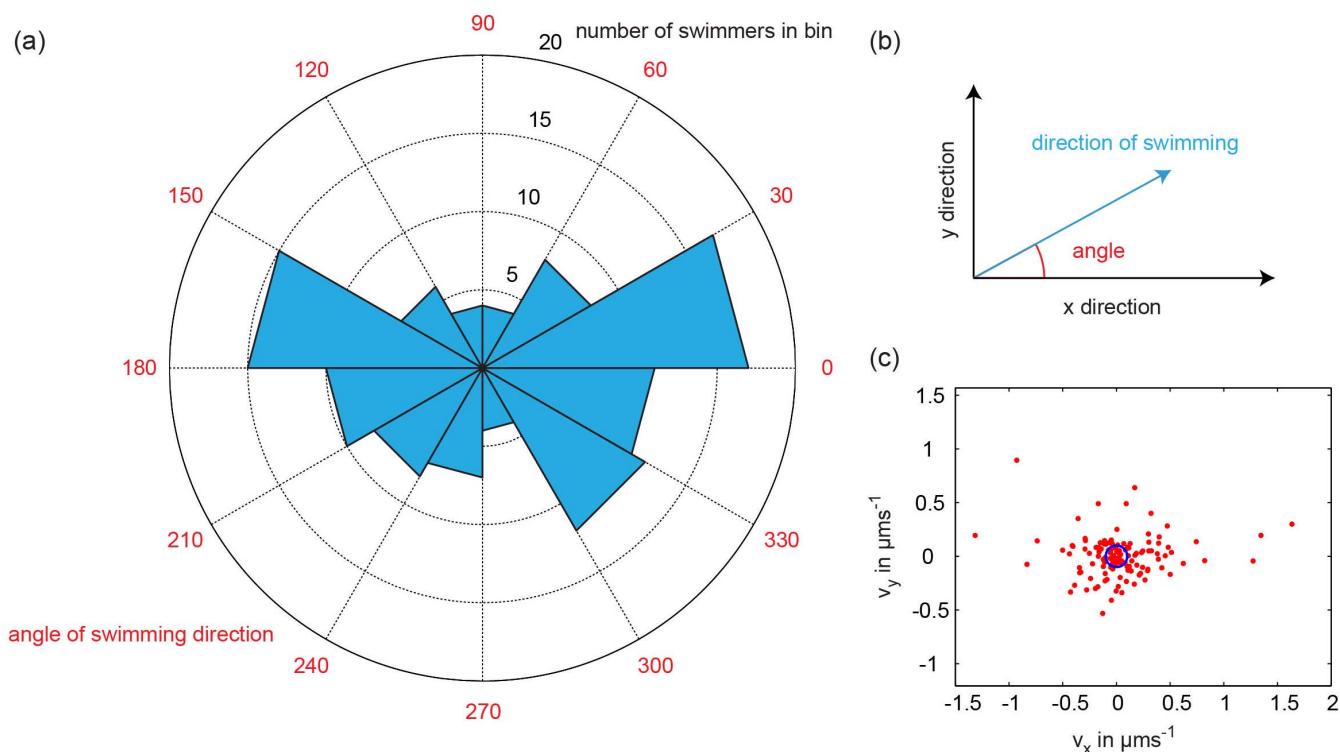 (a)
number of swimmers in bin
90
20
120
60
15
150
10
30
5
180
0
210
330
angle of swimming direction
240
300
270
(b)
y direction
direction of swimming
angle
x direction
(c)
1.5
1
0.5
0
-0.5
-1
v_y in µms⁻¹
-1.5 -1 -0.5 0 0.5 1 1.5 2
v_x in µms⁻¹